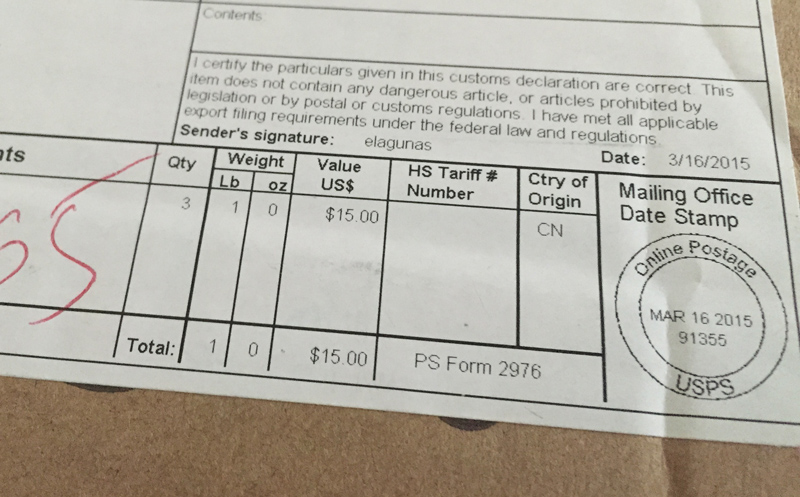 Contents:
I certify the particulars given in this customs declaration are correct. This
item does not contain any dangerous article, or articles prohibited by
legislation or by postal or customs regulations. I have met all applicable
export filing requirements under the federal law and regulations.
Sender's signature: elagunas Date: 3/16/2015
nts Qty Weight Value US$ HS Tariff # Number Ctry of Origin Mailing Office
Lb oz Date Stamp
3 1 0 $15.00 CN
Online Postage
MAR 16 2015
91355
USPS
Total: 1 0 $15.00 PS Form 2976